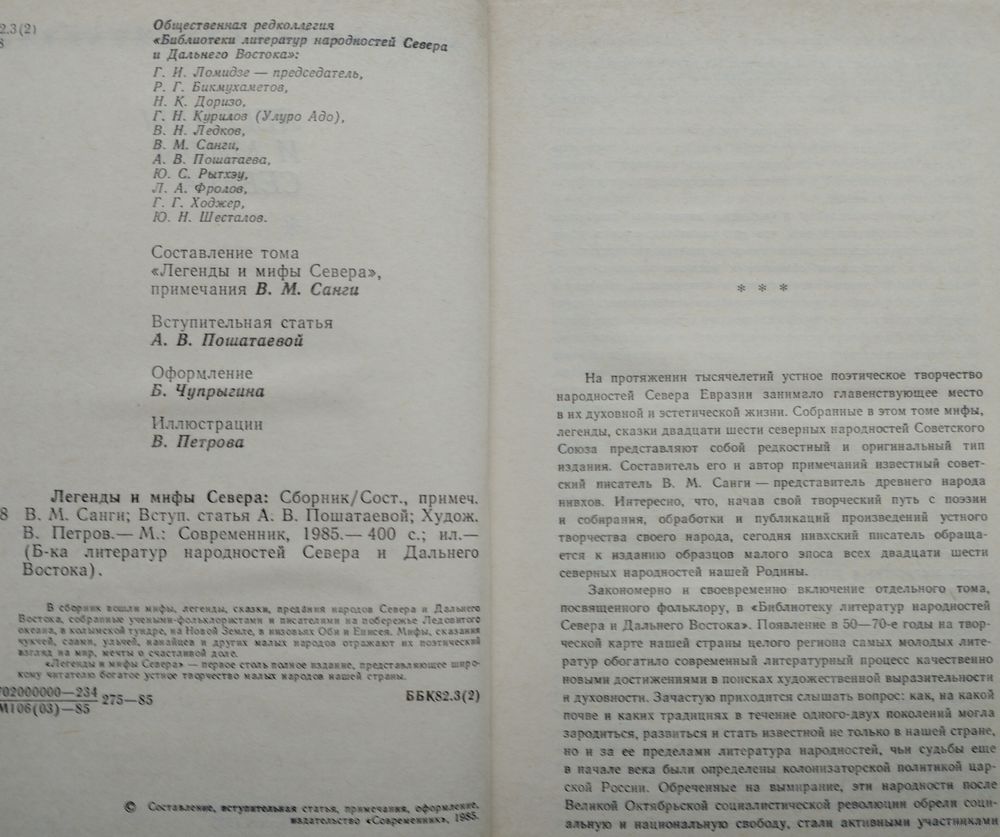 2.3(2)
8
Общественная редколлегия
«Библиотеки литератур народностей Севера
и Дальнего Востока»:
Г. И. Ломидзе — председатель,
Р. Г. Бикмухаметов,
Н. К. Доризо,
Г. Н. Курилов (Улуро Адо),
В. Н. Ледков,
В. М. Санги,
А. В. Пошатаева,
Ю. С. Рытхэу,
Л. А. Фролов,
Г. Г. Ходжер,
Ю. Н. Шесталов.
Составление тома
«Легенды и мифы Севера»,
примечания В. М. Санги
Вступительная статья
А. В. Пошатаевой
Оформление
Б. Чупрыгина
Иллюстрации
В. Петрова
Легенды и мифы Севера: Сборник/Сост., примеч.
8 В. М. Санги; Вступ. статья А. В. Пошатаевой; Худож.
В. Петров.— М.: Современник, 1985.— 400 с.; ил.—
(Б-ка литератур народностей Севера и Дальнего
Востока).
В сборник вошли мифы, легенды, сказки, предания народов Севера и Дальнего
Востока, собранные учеными-фольклористами и писателями на побережье Ледовитого
океана, в колымской тундре, на Новой Земле, в низовьях Оби и Енисея. Мифы, сказания
чукчей, саами, ульчей, нанайцев и других малых народов отражают их поэтический
взгляд на мир, мечты о счастливой доле.
«Легенды и мифы Севера» — первое столь полное издание, представляющее широ-
кому читателю богатое устное творчество малых народов нашей страны.
702000000—234
М106(03)—85
275—85
ББК82.3(2)
© Составление, вступительная статья, примечания, оформление,
издательство «Современник», 1985.
* * *
На протяжении тысячелетий устное поэтическое творчество
народностей Севера Евразии занимало главенствующее место
в их духовной и эстетической жизни. Собранные в этом томе мифы,
легенды, сказки двадцати шести северных народностей Советского
Союза представляют собой редкостный и оригинальный тип
издания. Составитель его и автор примечаний известный совет-
ский писатель В. М. Санги — представитель древнего народа
нивхов. Интересно, что, начав свой творческий путь с поэзии
и собирания, обработки и публикаций произведений устного
творчества своего народа, сегодня нивхский писатель обраща-
ется к изданию образцов малого эпоса всех двадцати шести
северных народностей нашей Родины.
Закономерно и своевременно включение отдельного тома,
посвященного фольклору, в «Библиотеку литератур народностей
Севера и Дальнего Востока». Появление в 50—70-е годы на твор-
ческой карте нашей страны целого региона самых молодых лите-
ратур обогатило современный литературный процесс качественно
новыми достижениями в поисках художественной выразительности
и духовности. Зачастую приходится слышать вопрос: как, на какой
почве и каких традициях в течение одного-двух поколений могла
зародиться, развиться и стать известной не только в нашей стране,
но и за ее пределами литература народностей, чьи судьбы еще
в начале века были определены колонизаторской политикой цар-
ской России. Обреченные на вымирание, эти народности после
Великой Октябрьской социалистической революции обрели соци-
альную и национальную свободу, стали активными участниками